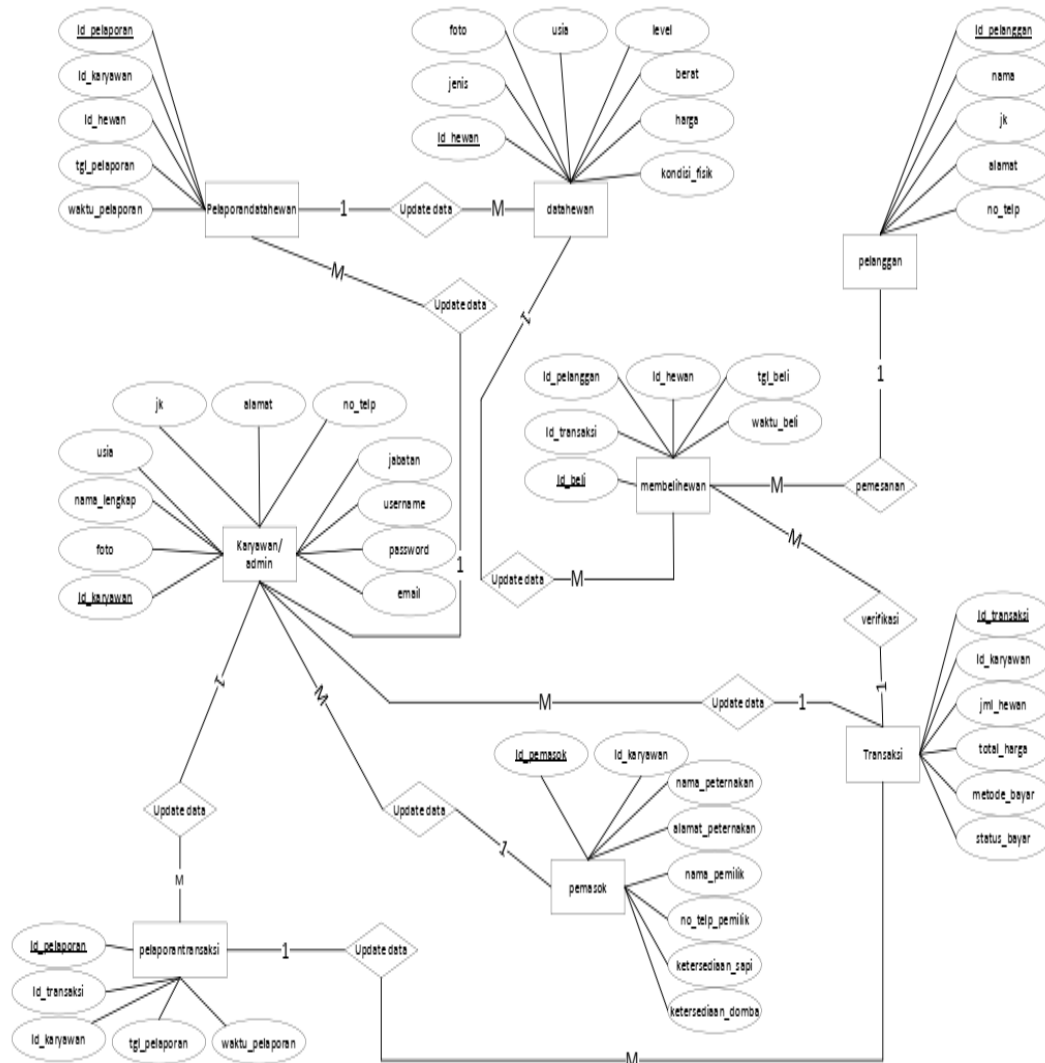 Id_pelaporan
Id_karyawan
Id_hewan
tgl_pelaporan
waktu_pelaporan
Pelaporandatahewan
1
Update data
M
foto
usia
level
jenis
berat
Id_hewan
harga
kondisi_fisik
datahewan
Id_pelanggan
nama
jk
alamat
no_telp
pelanggan
M
Update data
1
1
1
Id_pelanggan
Id_hewan
tgl_beli
Id_transaksi
waktu_beli
Id_beli
membelihewan
M
pemesanan
jk
alamat
no_telp
usia
jabatan
nama_lengkap
username
foto
Karyawan/
admin
password
Id_karyawan
email
Update data
M
M
verifikasi
1
Id_transaksi
Id_karyawan
jml_hewan
total_harga
metode_bayar
status_bayar
Transaksi
1
M
M
Update data
1
Update data
Update data
1
Id_pemasok
Id_karyawan
nama_peternakan
alamat_peternakan
nama_pemilik
no_telp_pemilik
ketersediaan_sapi
ketersediaan_domba
pemasok
M
Id_pelaporan
pelaporantransaksi
1
Update data
Id_transaksi
Id_karyawan
tgl_pelaporan
waktu_pelaporan
M